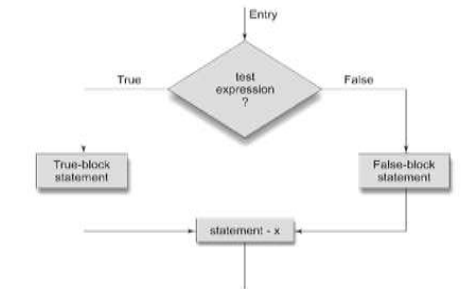 Entry
True
test
expression
?
False
True-block
statement
False-block
statement
statement - x